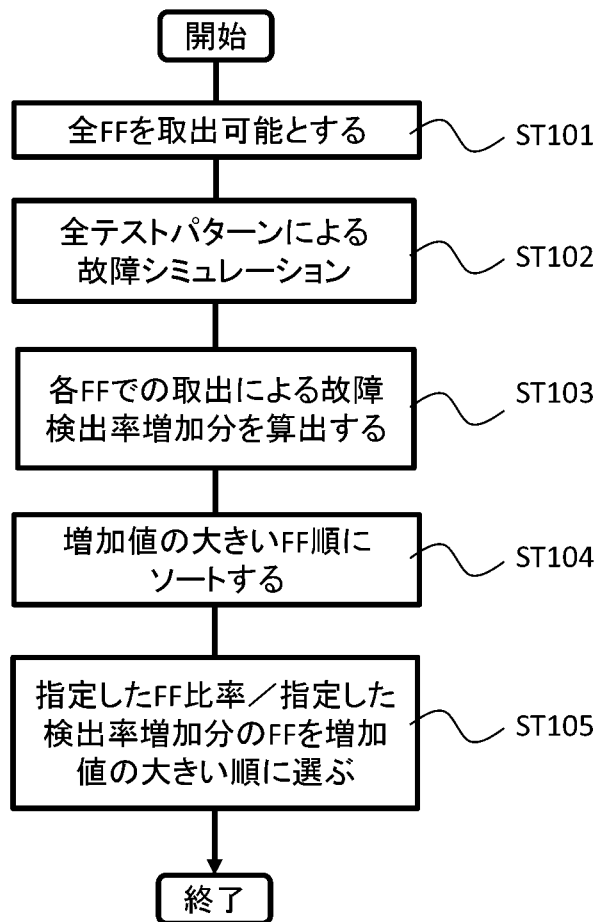 開始
全FFを取出可能とする
ST101
全テストパターンによる
故障シミュレーション
ST102
各FFでの取出による故障
検出率増加分を算出する
ST103
増加値の大きいFF順に
ソートする
ST104
指定したFF比率／指定した
検出率増加分のFFを増加
値の大きい順に選ぶ
ST105
終了